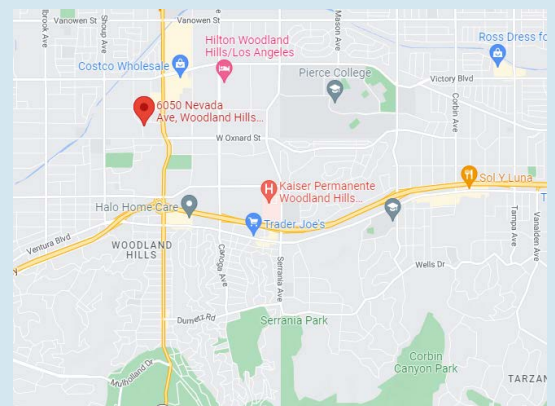 Vanowen St
Vanowen St
brook Ave
Shoup Ave
Mason Ave
Hilton Woodland
Hills/Los Angeles
Ross Dress fo
Costco Wholesale
Pierce College
Victory Blvd
Corbin Ave
6050 Nevada
Ave, Woodland Hills...
W Oxnard St
Sol Y Luna
Kaiser Permanente
Woodland Hills...
Halo Home Care
Trader Joe's
T
Tampa Ave
Vanalden Ave
Ventura Blvd
WOODLAND
HILLS
Canoga Ave
Serrania Ave
Wells Dr
Dumetz Rd
Serrania Park
Corbin
Canyon Park
Mulholland Dr
TARZAN